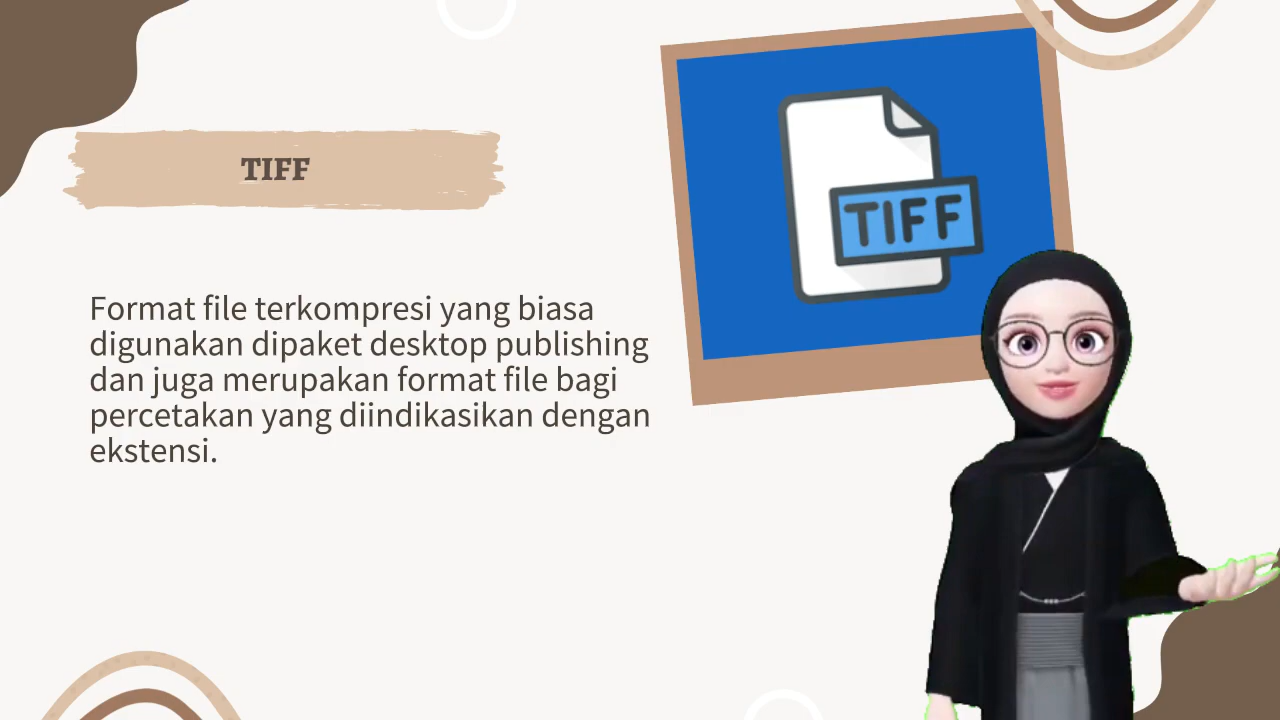 TIFF
TIFF
Format file terkompresi yang biasa
digunakan dipaket desktop publishing
dan juga merupakan format file bagi
percetakan yang diindikasikan dengan
ekstensi.